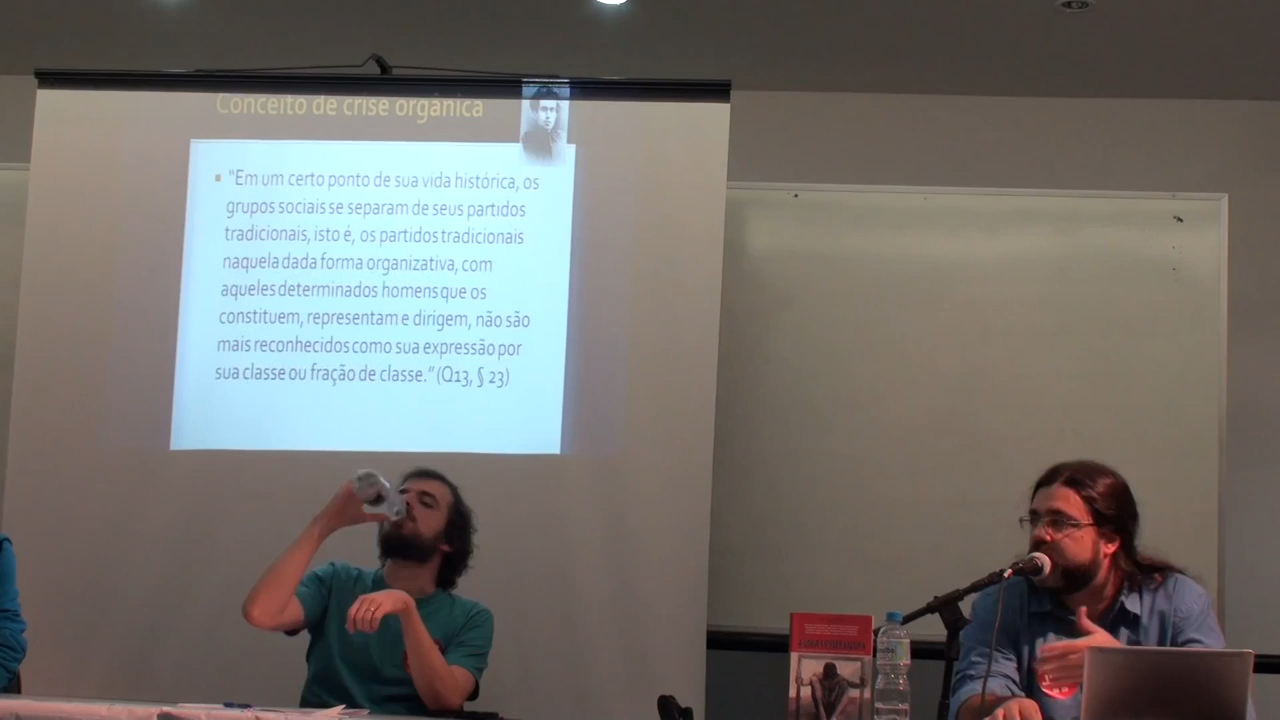 Conceito de crise orgânica
"Em um certo ponto de sua vida histórica, os
grupos sociais se separam de seus partidos
tradicionais, isto é, os partidos tradicionais
naquela dada forma organizativa, com
aqueles determinados homens que os
constituem, representam e dirigem, não são
mais reconhecidos como sua expressão por
sua classe ou fração de classe." (Q13, § 23)